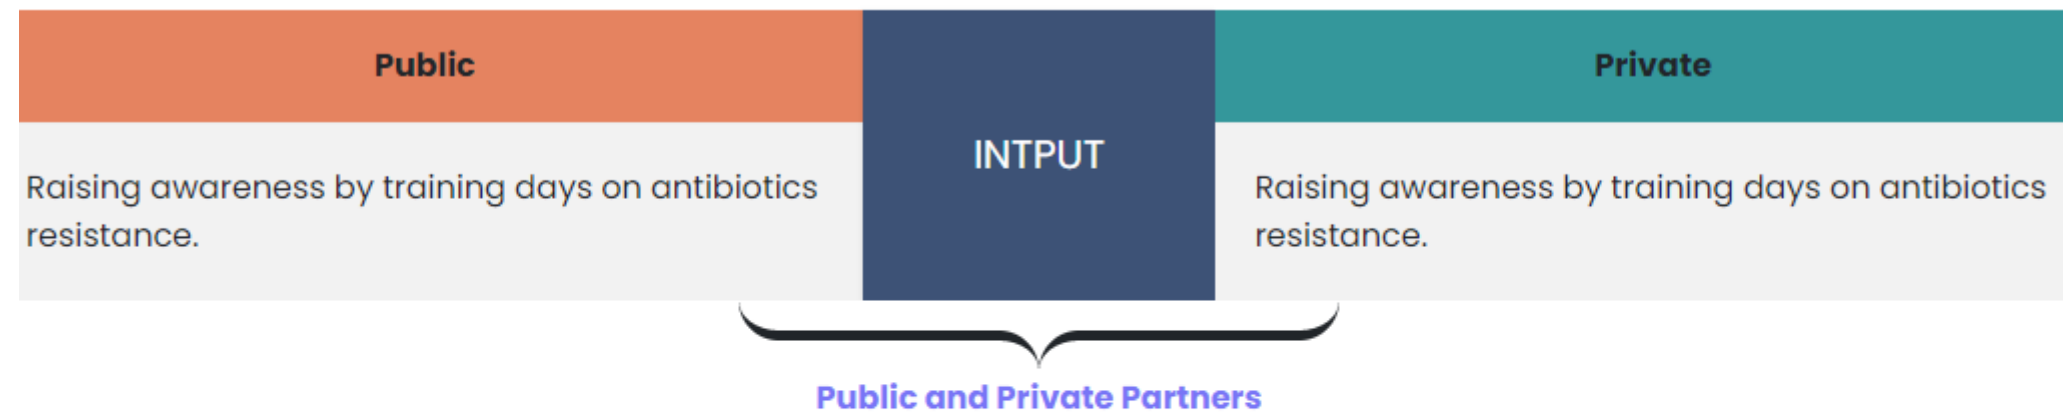 Public
INTPUT
Private
Raising awareness by training days on antibiotics
resistance.
Raising awareness by training days on antibiotics
resistance.
Public and Private Partners